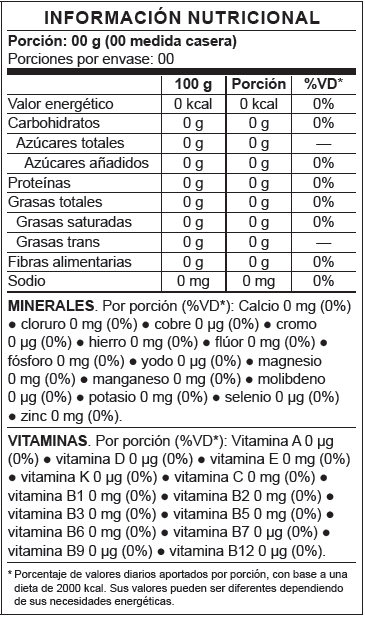 INFORMACIÓN NUTRICIONAL
Porción: 00 g (00 medida casera)
Porciones por envase: 00
100 g Porción %VD*
Valor energético 0 kcal 0 kcal 0%
Carbohidratos 0 g 0 g 0%
Azúcares totales 0 g 0 g —
Azúcares añadidos 0 g 0 g 0%
Proteínas 0 g 0 g 0%
Grasas totales 0 g 0 g 0%
Grasas saturadas 0 g 0 g 0%
Grasas trans 0 g 0 g —
Fibras alimentarias 0 g 0 g 0%
Sodio 0 mg 0 mg 0%
MINERALES. Por porción (%VD*): Calcio 0 mg (0%)
● cloruro 0 mg (0%) ● cobre 0 µg (0%) ● cromo
0 µg (0%) ● hierro 0 mg (0%) ● flúor 0 mg (0%) ●
fósforo 0 mg (0%) ● yodo 0 µg (0%) ● magnesio
0 mg (0%) ● manganeso 0 mg (0%) ● molibdeno
0 µg (0%) ● potasio 0 mg (0%) ● selenio 0 µg (0%)
● zinc 0 mg (0%).
VITAMINAS. Por porción (%VD*): Vitamina A 0 µg
(0%) ● vitamina D 0 µg (0%) ● vitamina E 0 mg (0%)
● vitamina K 0 µg (0%) ● vitamina C 0 mg (0%) ●
vitamina B1 0 mg (0%) ● vitamina B2 0 mg (0%) ●
vitamina B3 0 mg (0%) ● vitamina B5 0 mg (0%) ●
vitamina B6 0 mg (0%) ● vitamina B7 0 µg (0%) ●
vitamina B9 0 µg (0%) ● vitamina B12 0 µg (0%).
* Porcentaje de valores diarios aportados por porción, con base a una
dieta de 2000 kcal. Sus valores pueden ser diferentes dependiendo
de sus necesidades energéticas.